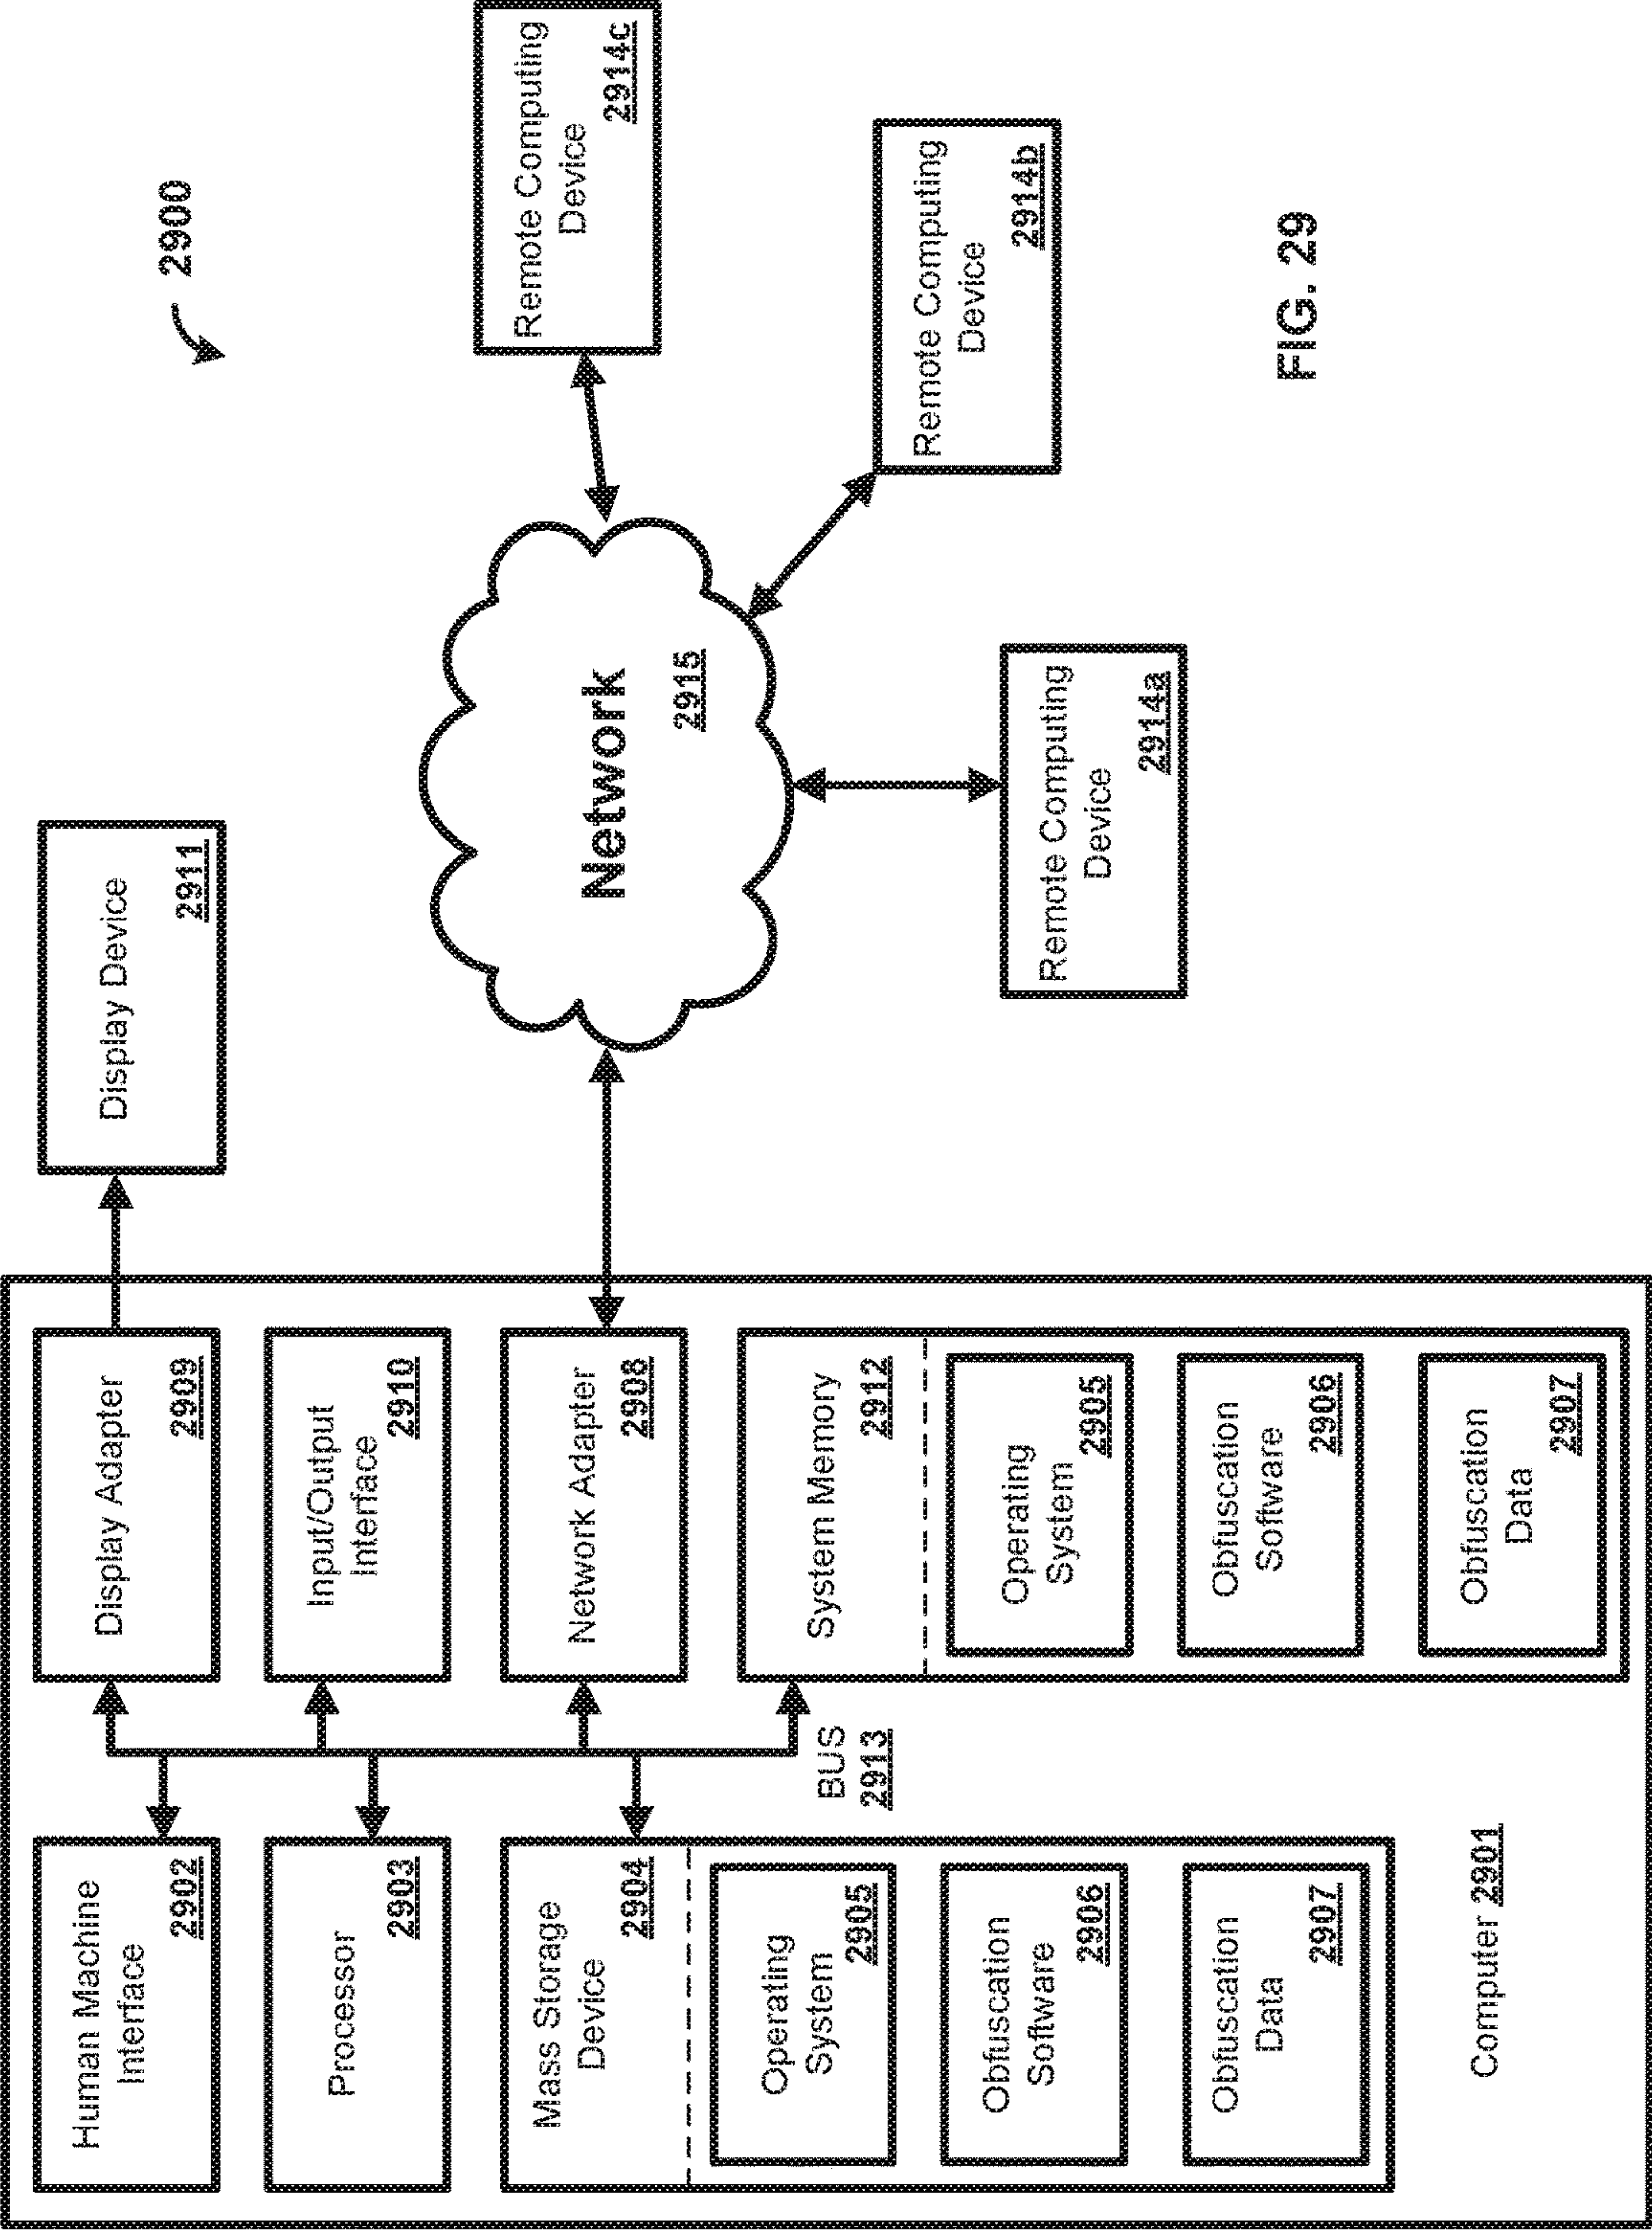 2900
Human Machine
Interface
2902
Processor
2903
Mass Storage
Device
2904
Operating
System
2905
Obfuscation
Software
2906
Obfuscation
Data
2907
Computer 2901
BUS
2913
Display Adapter
2909
Input/Output
Interface
2910
Network Adapter
2908
System Memory
2912
Operating
System
2905
Obfuscation
Software
2906
Obfuscation
Data
2907
Display Device
2911
Network
2915
Remote Computing
Device
2914a
Remote Computing
Device
2914b
Remote Computing
Device
2914c
FIG. 29